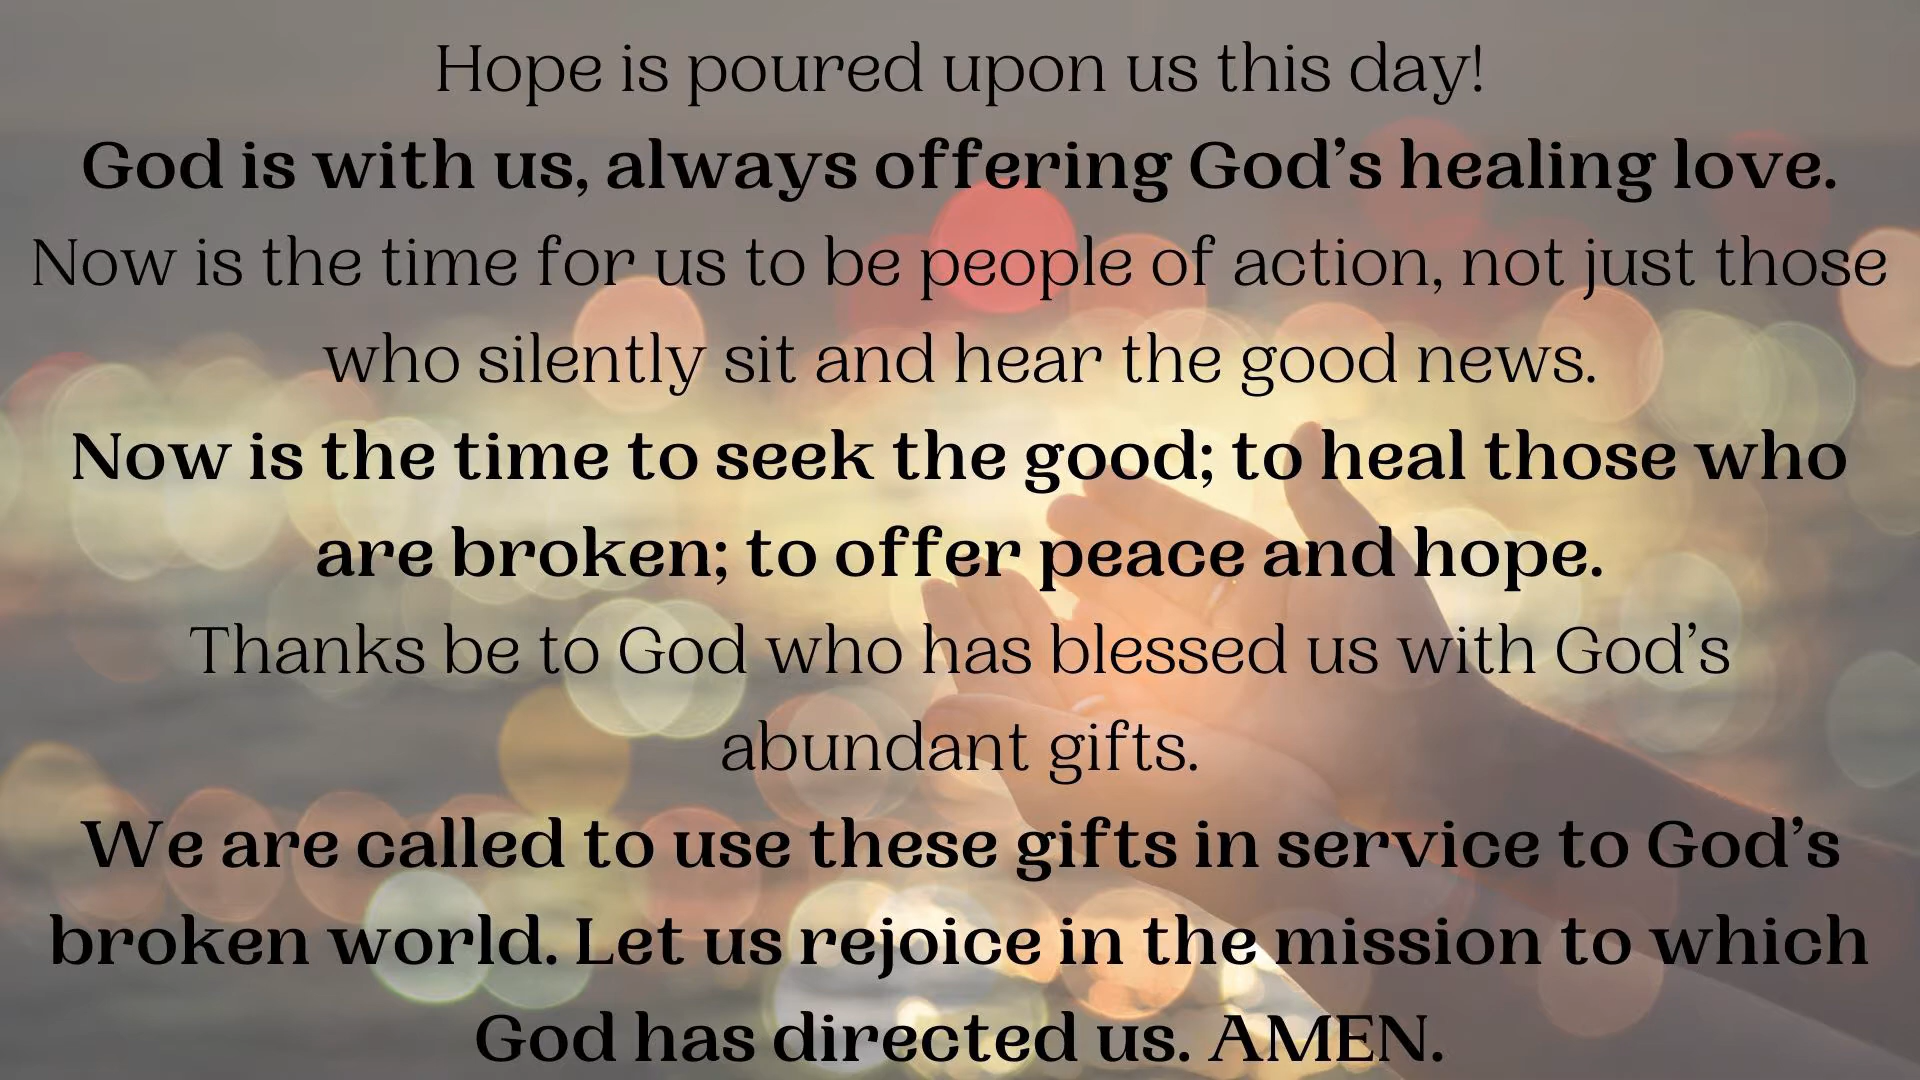 Hope is poured upon us this day!
God is with us, always offering God’s healing love.
Now is the time for us to be people of action, not just those
who silently sit and hear the good news.
Now is the time to seek the good; to heal those who
are broken; to offer peace and hope.
Thanks be to God who has blessed us with God’s
abundant gifts.
We are called to use these gifts in service to God’s
broken world. Let us rejoice in the mission to which
God has directed us. AMEN.